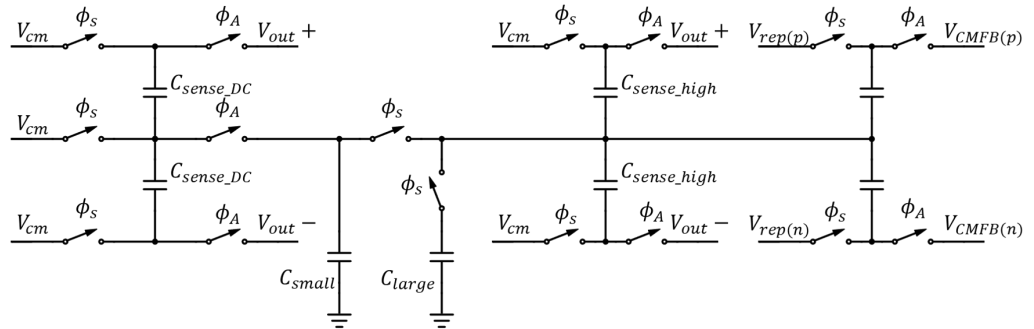 V_cm ϕ_s ϕ_A V_out + V_cm ϕ_s ϕ_A V_out + V_rep(p) ϕ_s ϕ_A V_CMFB(p)
C_sense_DC C_sense_high
V_cm ϕ_s ϕ_A ϕ_s
C_sense_DC ϕ_s C_sense_high
V_cm ϕ_s ϕ_A V_out − V_cm ϕ_s ϕ_A V_out − V_rep(n) ϕ_s ϕ_A V_CMFB(n)
C_small C_large